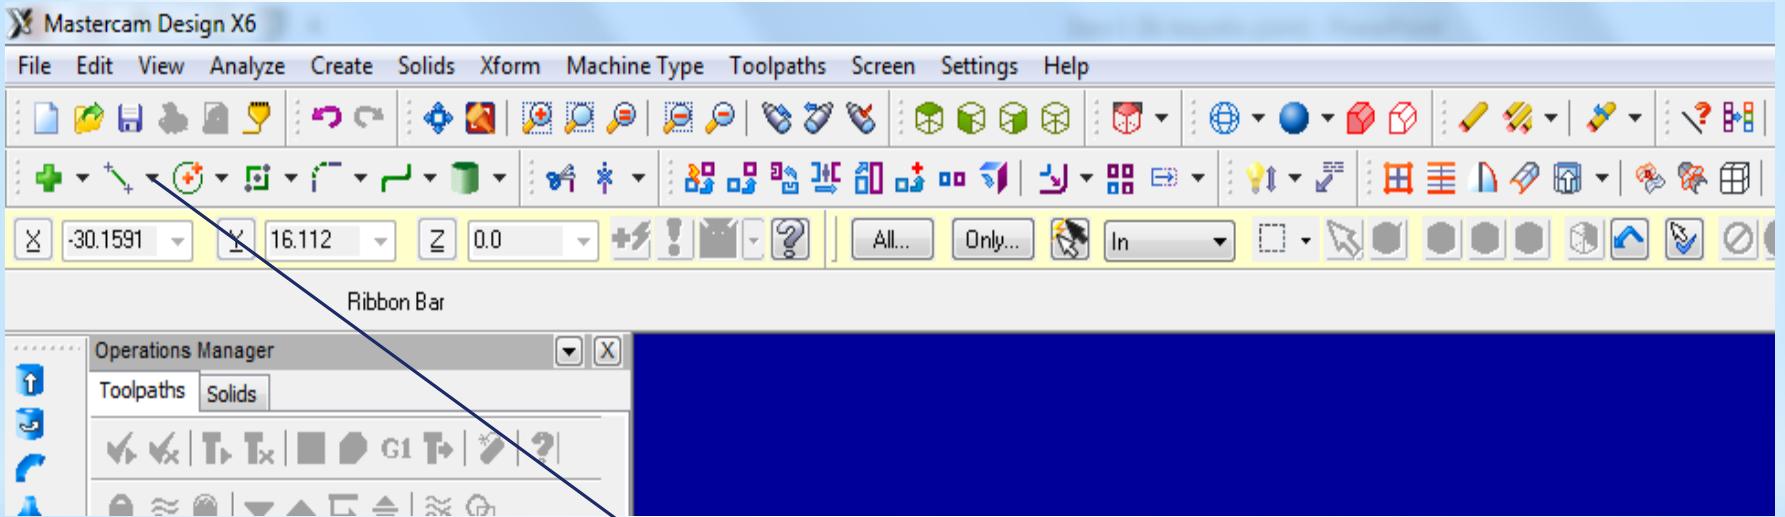 Mastercam Design X6
File Edit View Analyze Create Solids Xform Machine Type Toolpaths Screen Settings Help
X -30.1591 Y 16.112 Z 0.0 All... Only... In
Ribbon Bar
Operations Manager X
Toolpaths Solids
G1